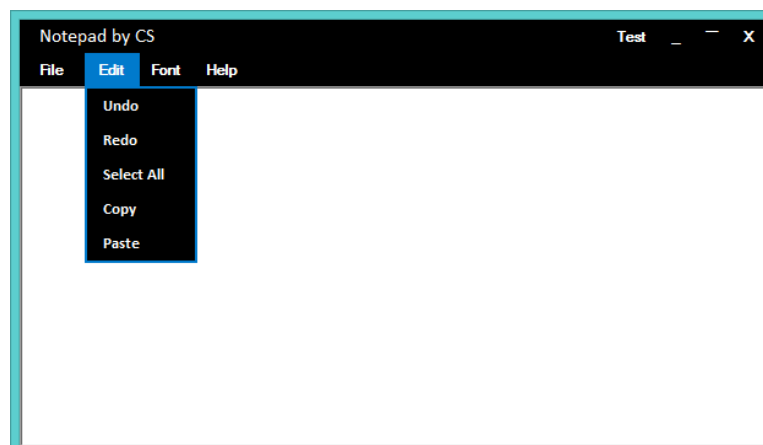 Notepad by CS Test _ ¯ X
File Edit Font Help
Undo
Redo
Select All
Copy
Paste